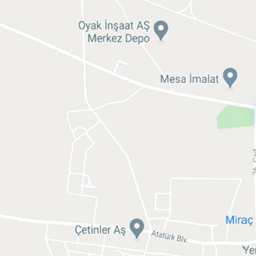 Oyak İnşaat AŞ
Merkez Depo
Mesa İmalat
Miraç
Çetinler Aş
Atatürk Blv.